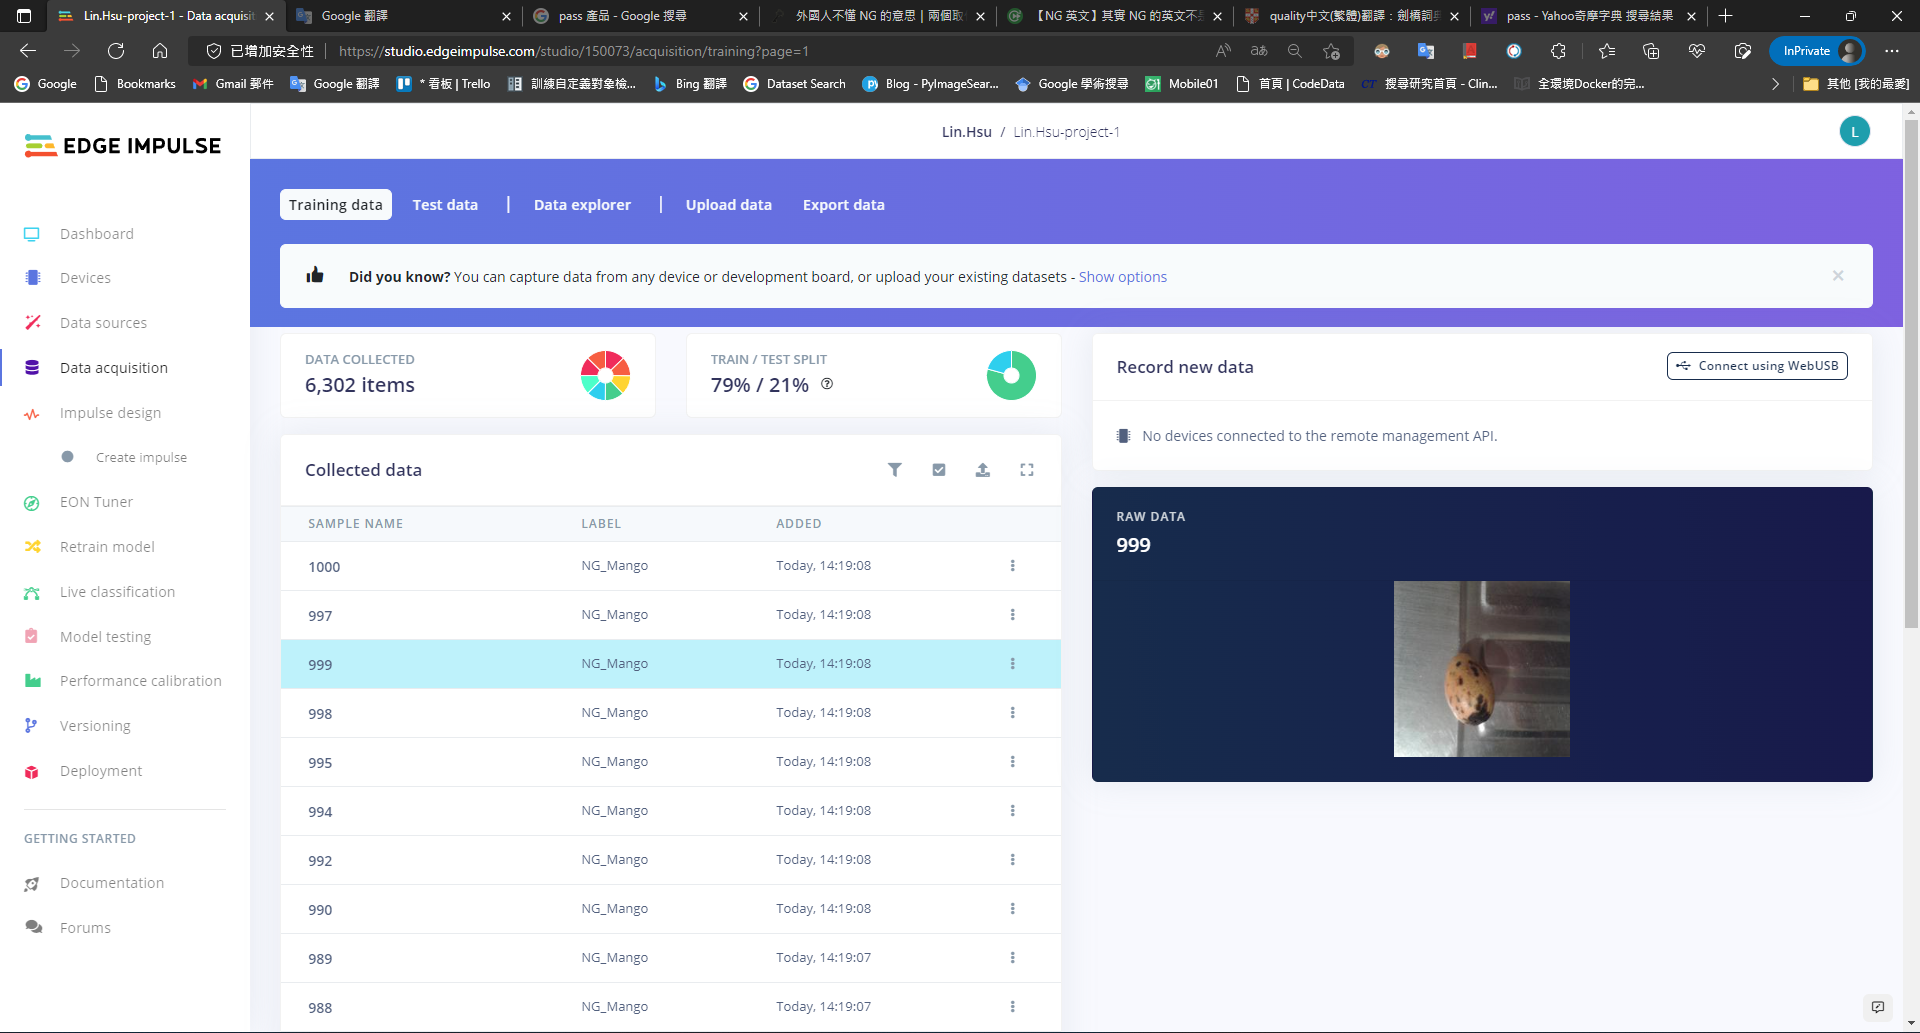 Lin.Hsu-project-1 - Data acquisit
Google 翻譯
pass 產品 - Google 搜尋
外國人不懂 NG 的意思 | 兩個取
【NG 英文】其實 NG 的英文不是
quality中文(繁體)翻譯：劍橋詞典
pass - Yahoo奇摩字典 搜尋結果
已增加安全性
https://studio.edgeimpulse.com/studio/150073/acquisition/training?page=1
InPrivate
Google
Bookmarks
Gmail 郵件
Google 翻譯
* 看板 | Trello
訓練自定義對象檢...
Bing 翻譯
Dataset Search
Blog - PyImageSear...
Google 學術搜尋
Mobile01
首頁 | CodeData
CT 搜尋研究首頁 - Clin...
全環境Docker的完...
其他 [我的最愛]
EDGE IMPULSE
Lin.Hsu / Lin.Hsu-project-1
L
Training data
Test data
|
Data explorer
|
Upload data
Export data
Did you know? You can capture data from any device or development board, or upload your existing datasets - Show options
Dashboard
Devices
Data sources
Data acquisition
Impulse design
Create impulse
EON Tuner
Retrain model
Live classification
Model testing
Performance calibration
Versioning
Deployment
GETTING STARTED
Documentation
Forums
DATA COLLECTED
6,302 items
TRAIN / TEST SPLIT
79% / 21%
Collected data
SAMPLE NAME LABEL ADDED
1000 NG_Mango Today, 14:19:08
997 NG_Mango Today, 14:19:08
999 NG_Mango Today, 14:19:08
998 NG_Mango Today, 14:19:08
995 NG_Mango Today, 14:19:08
994 NG_Mango Today, 14:19:08
992 NG_Mango Today, 14:19:08
990 NG_Mango Today, 14:19:08
989 NG_Mango Today, 14:19:07
988 NG_Mango Today, 14:19:07
Record new data
Connect using WebUSB
No devices connected to the remote management API.
RAW DATA
999